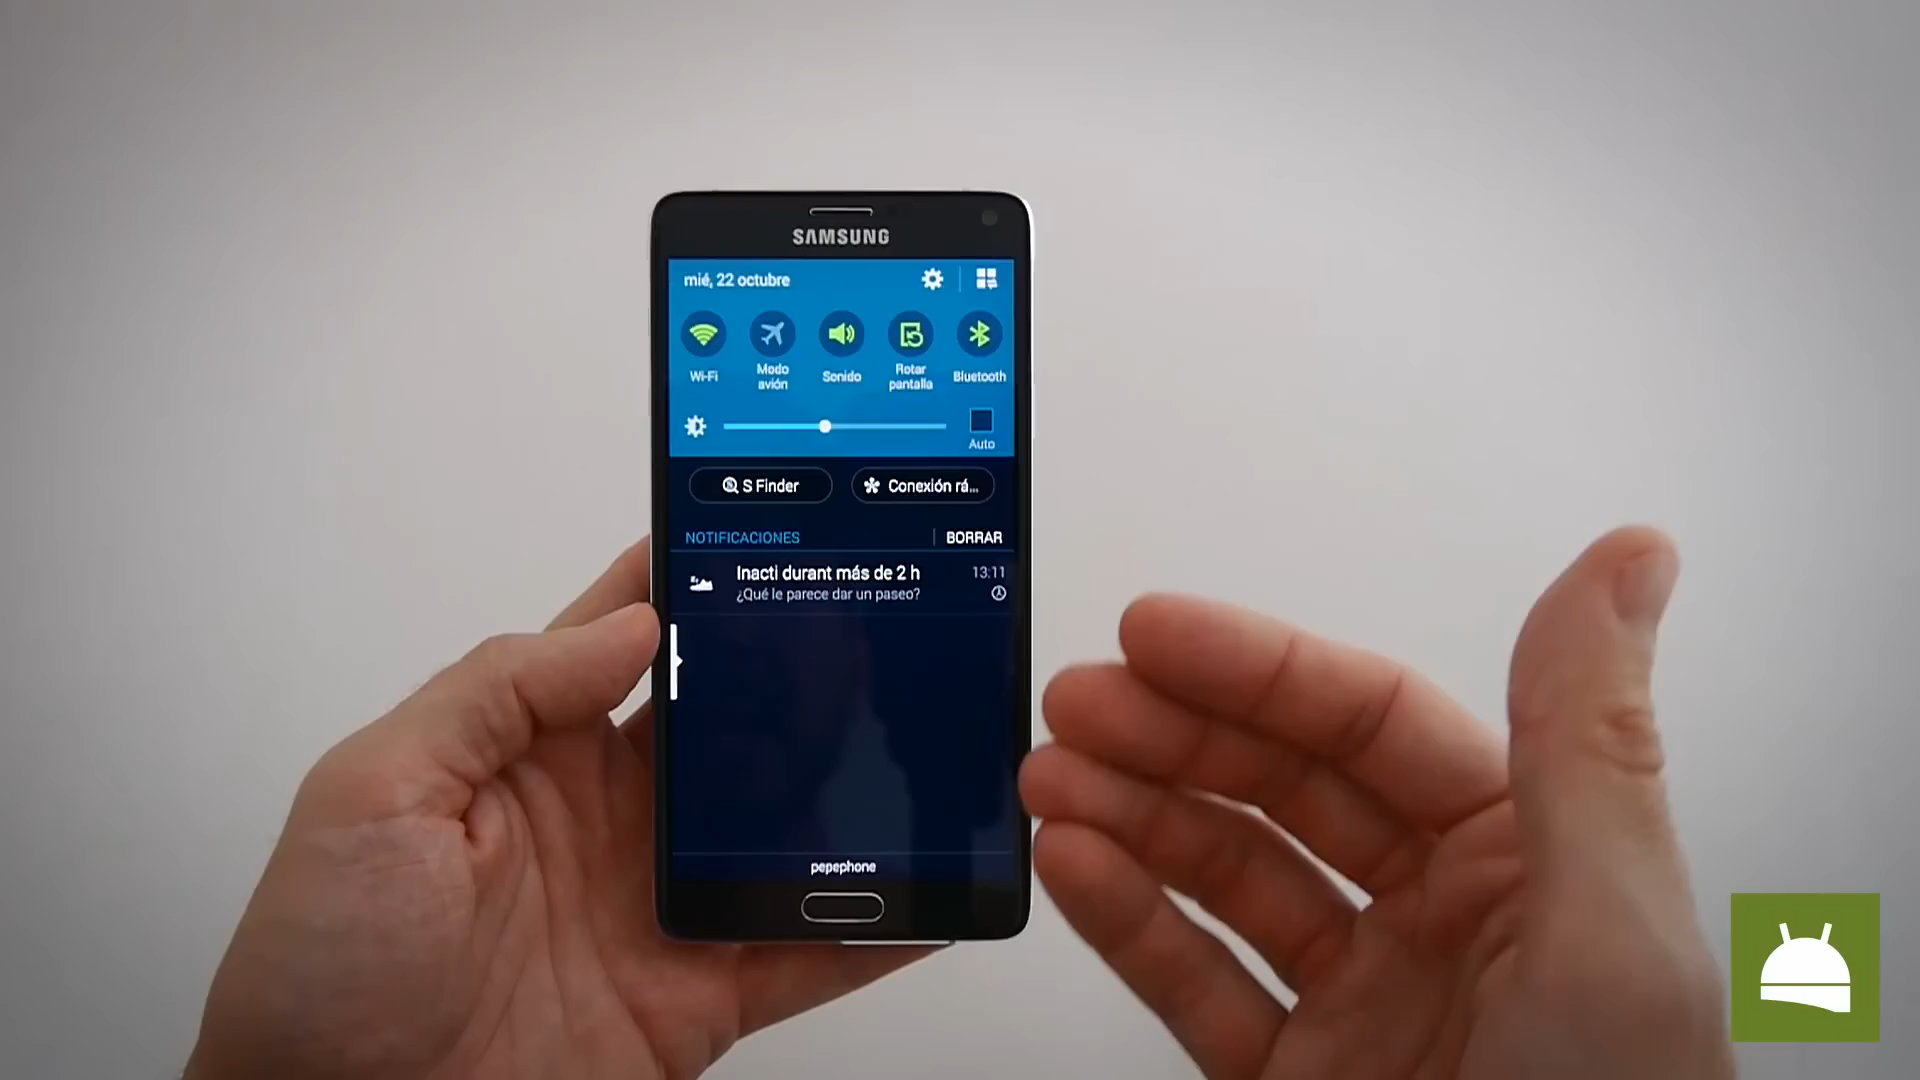 SAMSUNG
mié, 22 octubre
Wi-Fi
Modo avión
Sonido
Rotar pantalla
Bluetooth
Auto
S Finder
Conexión rá...
NOTIFICACIONES
BORRAR
Inacti durant más de 2 h
13:11
¿Qué le parece dar un paseo?
pepephone